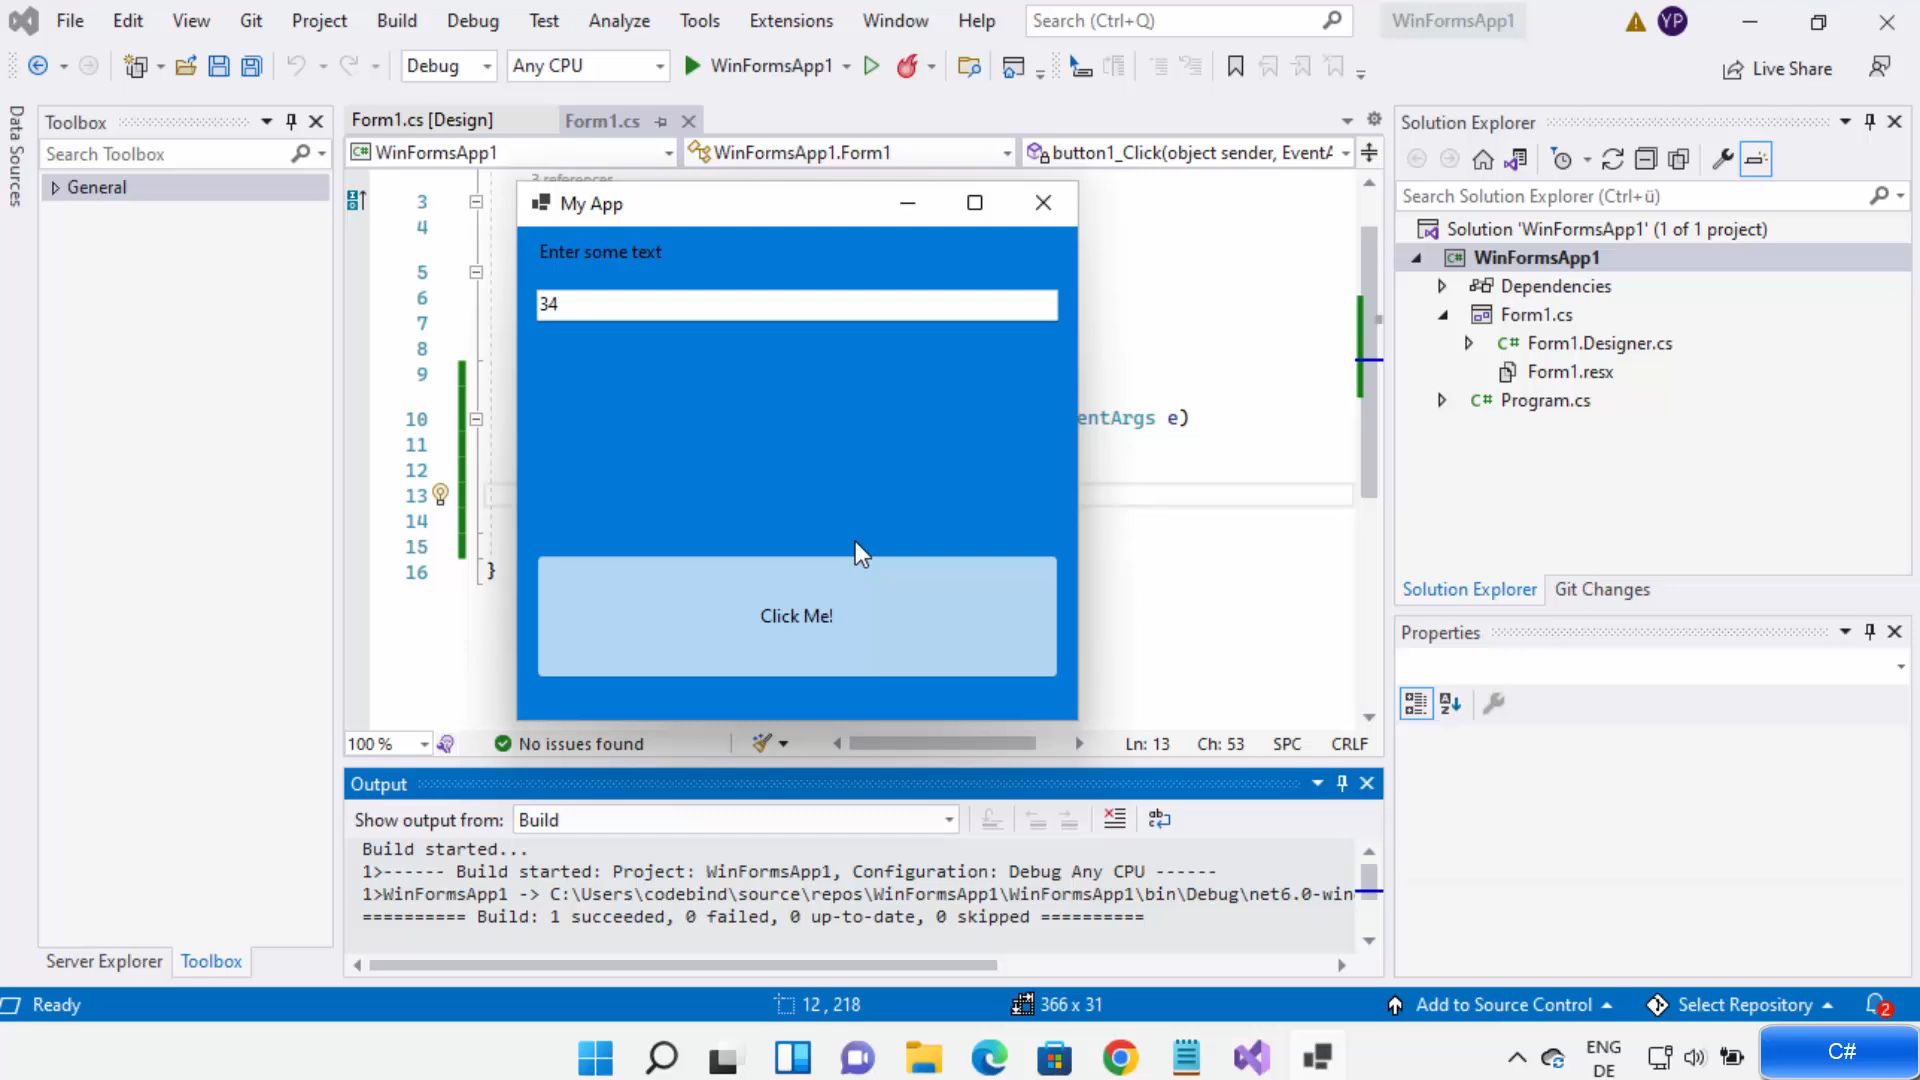 File Edit View Git Project Build Debug Test Analyze Tools Extensions Window Help Search (Ctrl+Q) WinFormsApp1 YP
Debug Any CPU WinFormsApp1 Live Share
Data Sources
Toolbox
Search Toolbox
General
Server Explorer Toolbox
Form1.cs [Design] Form1.cs
WinFormsApp1 WinFormsApp1.Form1 button1_Click(object sender, EventA
3 references
3
4
5
6
7
8
9
10 entArgs e)
11
12
13
14
15
16 }
My App
Enter some text
34
Click Me!
100 % No issues found Ln: 13 Ch: 53 SPC CRLF
Output
Show output from: Build
Build started...
1>------ Build started: Project: WinFormsApp1, Configuration: Debug Any CPU ------
1>WinFormsApp1 -> C:\Users\codebind\source\repos\WinFormsApp1\WinFormsApp1\bin\Debug\net6.0-win
========== Build: 1 succeeded, 0 failed, 0 up-to-date, 0 skipped ==========
Solution Explorer
Search Solution Explorer (Ctrl+ü)
Solution 'WinFormsApp1' (1 of 1 project)
WinFormsApp1
Dependencies
Form1.cs
C# Form1.Designer.cs
Form1.resx
C# Program.cs
Solution Explorer Git Changes
Properties
Ready 12 , 218 366 x 31 Add to Source Control Select Repository 2
ENG
DE
C#